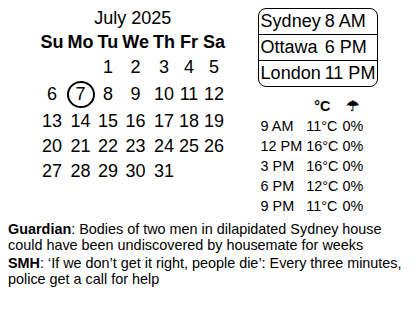 July 2025
Su Mo Tu We Th Fr Sa
1 2 3 4 5
6 7 8 9 10 11 12
13 14 15 16 17 18 19
20 21 22 23 24 25 26
27 28 29 30 31
Sydney 8 AM
Ottawa 6 PM
London 11 PM
°C ☂
9 AM 11°C 0%
12 PM 16°C 0%
3 PM 16°C 0%
6 PM 12°C 0%
9 PM 11°C 0%
Guardian: Bodies of two men in dilapidated Sydney house
could have been undiscovered by housemate for weeks
SMH: ‘If we don’t get it right, people die’: Every three minutes,
police get a call for help